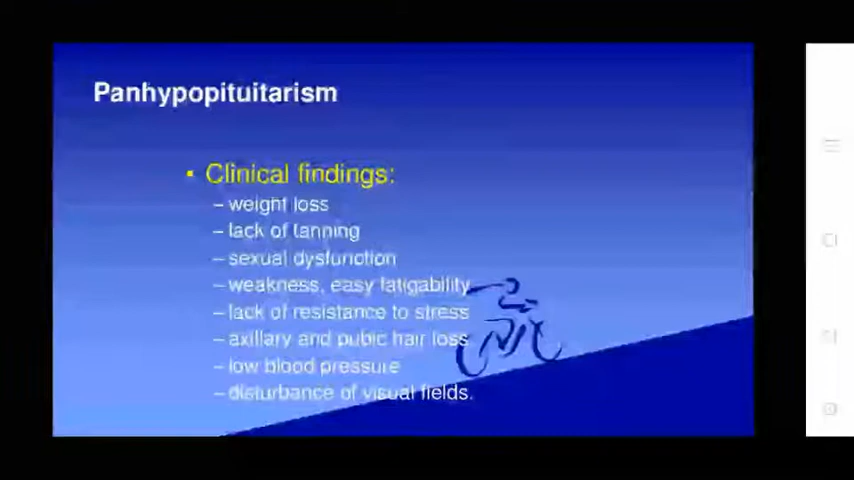 Panhypopituitarism
• Clinical findings:
– weight loss
– lack of tanning
– sexual dysfunction
– weakness, easy fatigability
– lack of resistance to stress
– axillary and pubic hair loss
– low blood pressure
– disturbance of visual fields.